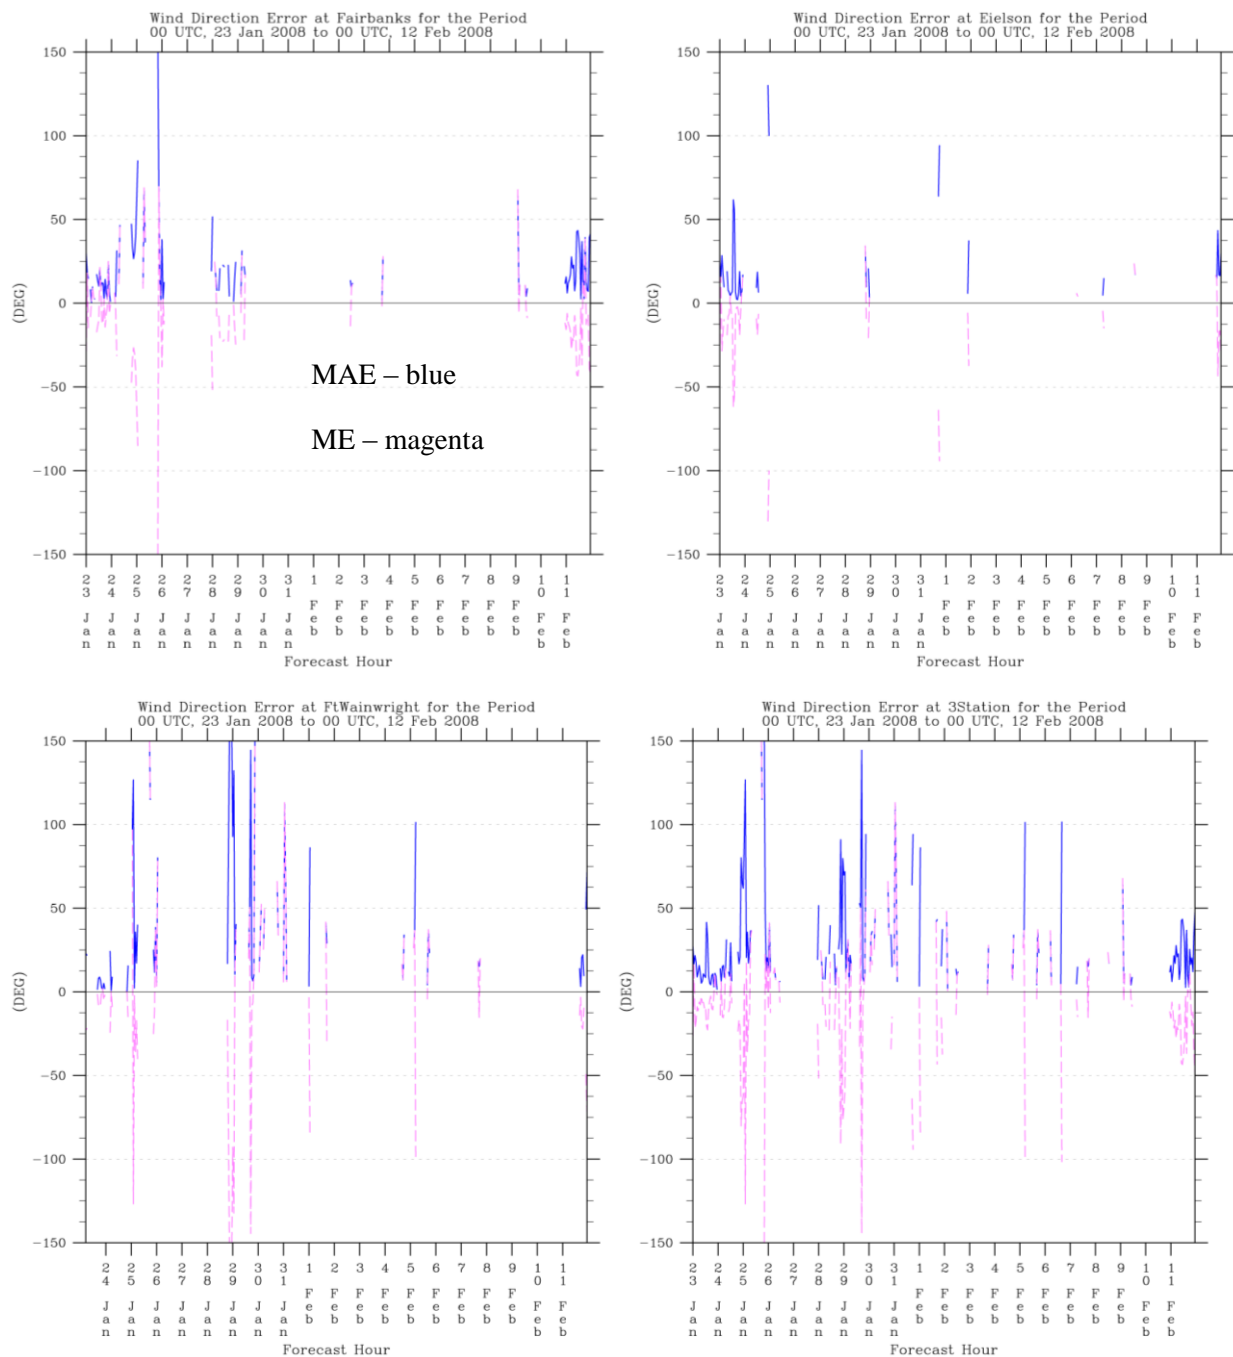 Wind Direction Error at Fairbanks for the Period
00 UTC, 23 Jan 2008 to 00 UTC, 12 Feb 2008
150
100
50
0
−50
−100
−150
(DEG)
MAE – blue
ME – magenta
23 Jan
24 Jan
25 Jan
26 Jan
27 Jan
28 Jan
29 Jan
30 Jan
31 Jan
1 Feb
2 Feb
3 Feb
4 Feb
5 Feb
6 Feb
7 Feb
8 Feb
9 Feb
10 Feb
11 Feb
Forecast Hour
Wind Direction Error at Eielson for the Period
00 UTC, 23 Jan 2008 to 00 UTC, 12 Feb 2008
150
100
50
0
−50
−100
−150
(DEG)
23 Jan
24 Jan
25 Jan
26 Jan
27 Jan
28 Jan
29 Jan
30 Jan
31 Jan
1 Feb
2 Feb
3 Feb
4 Feb
5 Feb
6 Feb
7 Feb
8 Feb
9 Feb
10 Feb
11 Feb
Forecast Hour
Wind Direction Error at FtWainwright for the Period
00 UTC, 23 Jan 2008 to 00 UTC, 12 Feb 2008
150
100
50
0
−50
−100
−150
(DEG)
24 Jan
25 Jan
26 Jan
27 Jan
28 Jan
29 Jan
30 Jan
31 Jan
1 Feb
2 Feb
3 Feb
4 Feb
5 Feb
6 Feb
7 Feb
8 Feb
9 Feb
10 Feb
11 Feb
Forecast Hour
Wind Direction Error at 3Station for the Period
00 UTC, 23 Jan 2008 to 00 UTC, 12 Feb 2008
150
100
50
0
−50
−100
−150
(DEG)
23 Jan
24 Jan
25 Jan
26 Jan
27 Jan
28 Jan
29 Jan
30 Jan
31 Jan
1 Feb
2 Feb
3 Feb
4 Feb
5 Feb
6 Feb
7 Feb
8 Feb
9 Feb
10 Feb
11 Feb
Forecast Hour